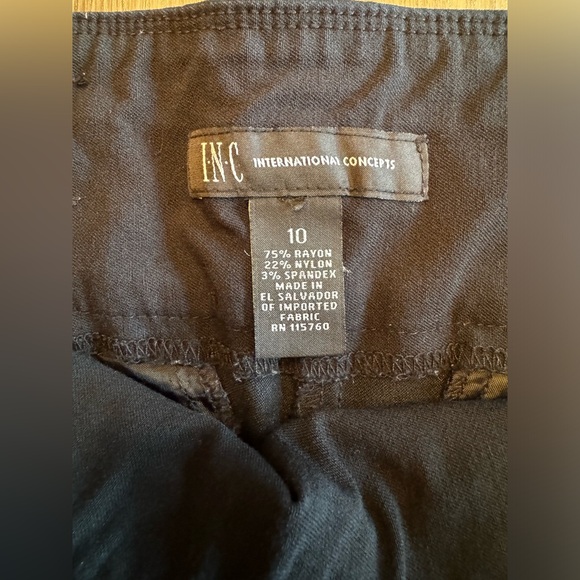 I·N·C INTERNATIONAL CONCEPTS
10
75% RAYON
22% NYLON
3% SPANDEX
MADE IN
EL SALVADOR
OF IMPORTED
FABRIC
RN 115760